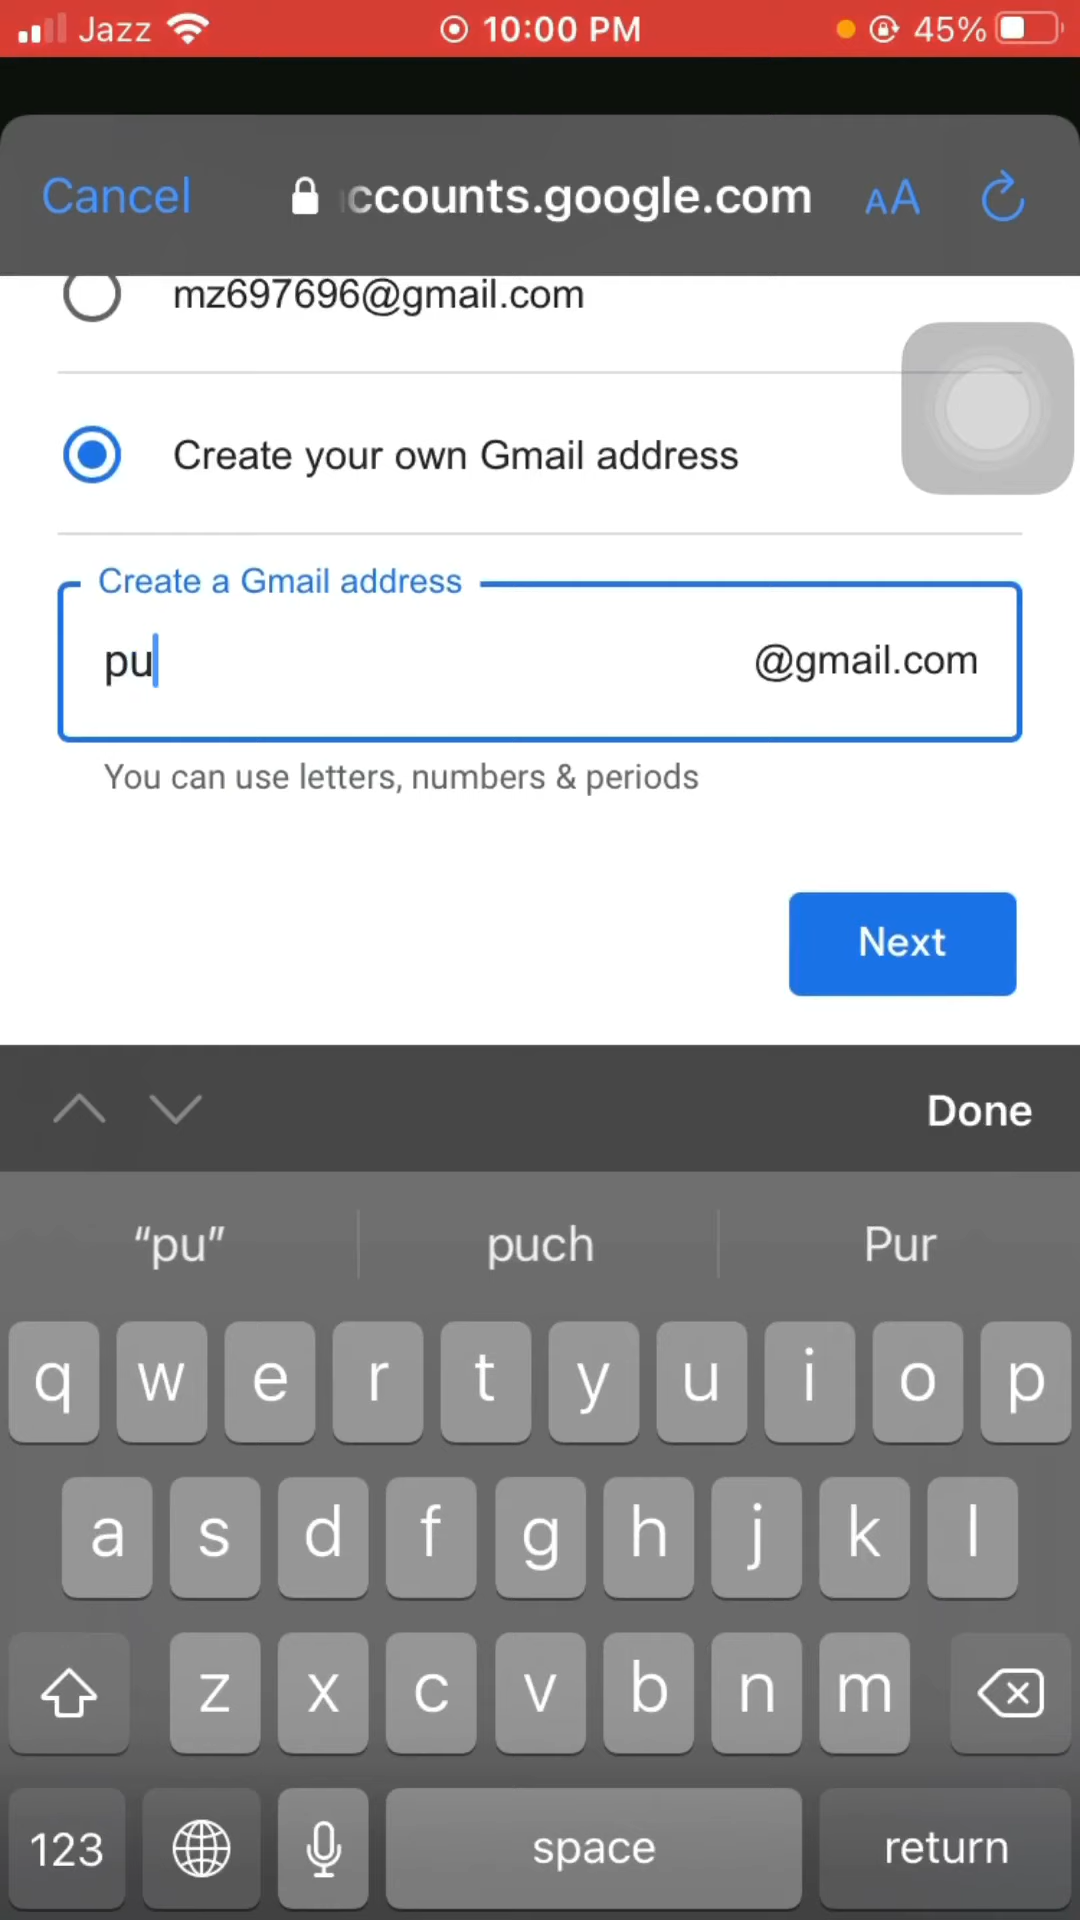 Jazz 10:00 PM 45%
Cancel ccounts.google.com AA
mz697696@gmail.com
Create your own Gmail address
Create a Gmail address
pu @gmail.com
You can use letters, numbers & periods
Next
Done
“pu” puch Pur
q w e r t y u i o p
a s d f g h j k l
z x c v b n m
123 space return